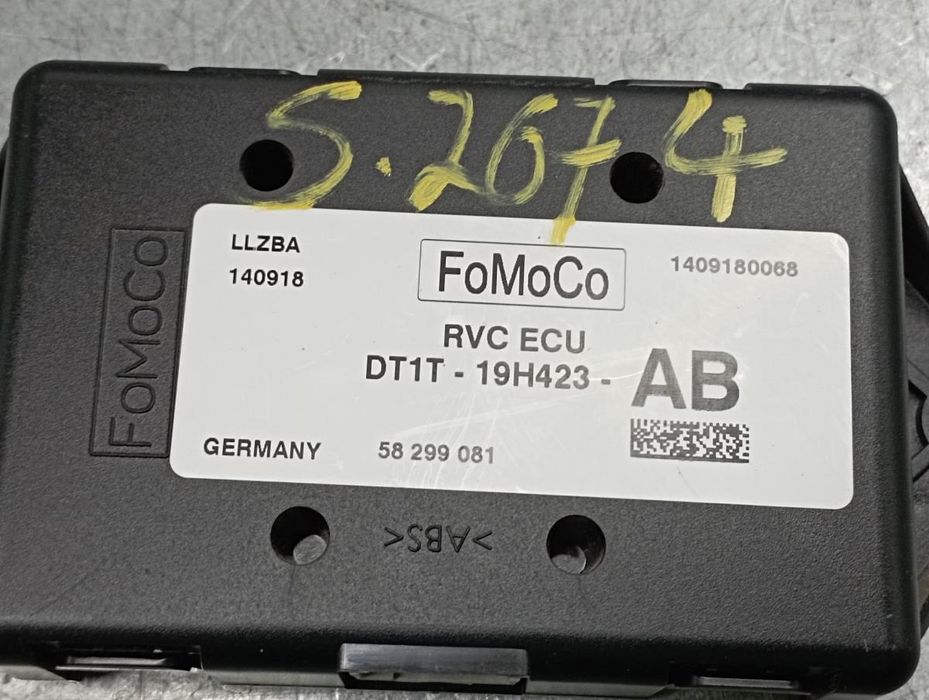 S.2674
LLZBA
140918
FoMoCo
1409180068
RVC ECU
DT1T - 19H423 - AB
GERMANY 58 299 081
FoMoCo
>ABS<